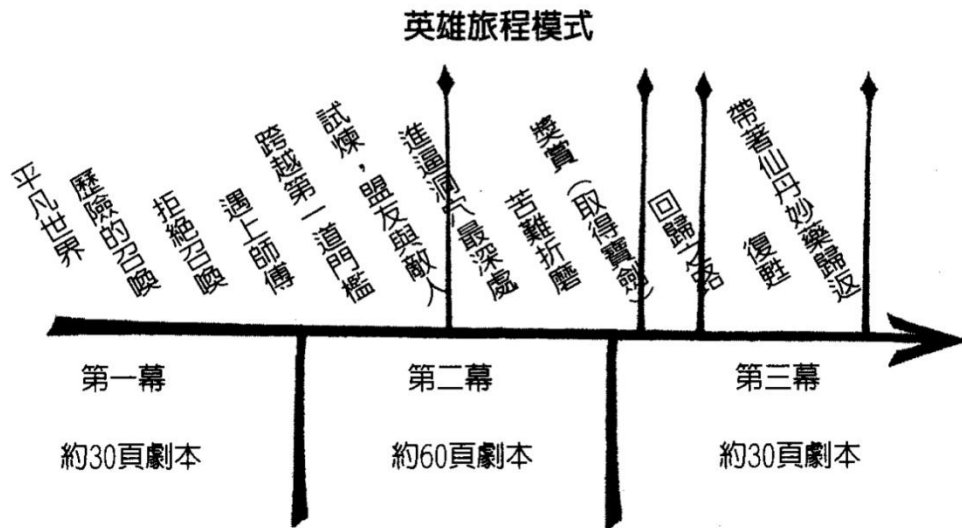 英雄旅程模式
平凡世界
歷險的召喚
拒絕召喚
遇上師傅
跨越第一道門檻
試煉，盟友與敵人
進逼洞穴最深處
苦難折磨
獎賞（取得寶劍）
回歸之路
復甦
帶著仙丹妙藥歸返
第一幕
第二幕
第三幕
約30頁劇本
約60頁劇本
約30頁劇本